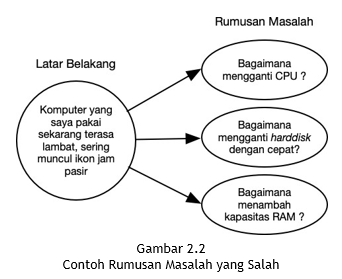 Rumusan Masalah
Latar Belakang
Komputer yang
saya pakai
sekarang terasa
lambat, sering
muncul ikon jam
pasir
Bagaimana
mengganti CPU ?
Bagaimana
mengganti harddisk
dengan cepat?
Bagaimana
menambah
kapasitas RAM ?
Gambar 2.2
Contoh Rumusan Masalah yang Salah